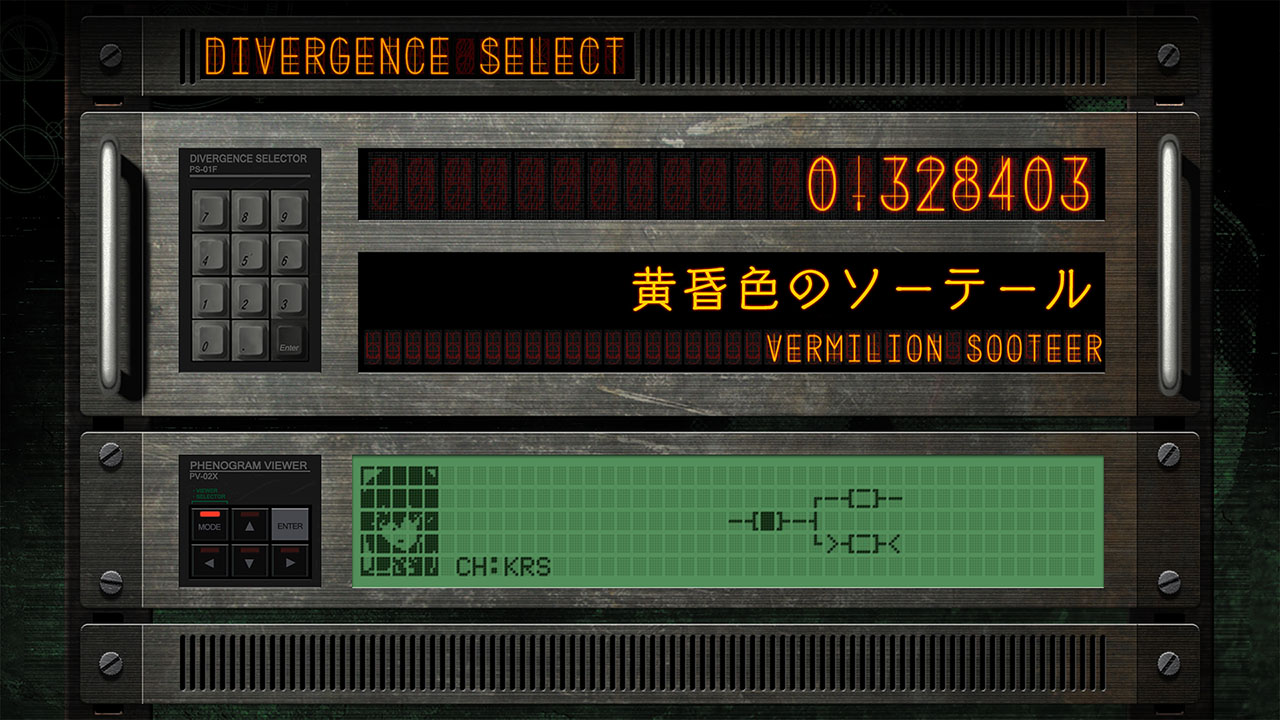 DIVERGENCE SELECT
DIVERGENCE SELECTOR
PS-01F
7 8 9
4 5 6
1 2 3
0 . Enter
0.328403
黄昏色のソーテール
VERMILION SOOTEER
PHENOGRAM VIEWER
PV-02X
VIEWER
SELECTOR
MODE ▲ ENTER
◀ ▼ ▶
CH:KRS